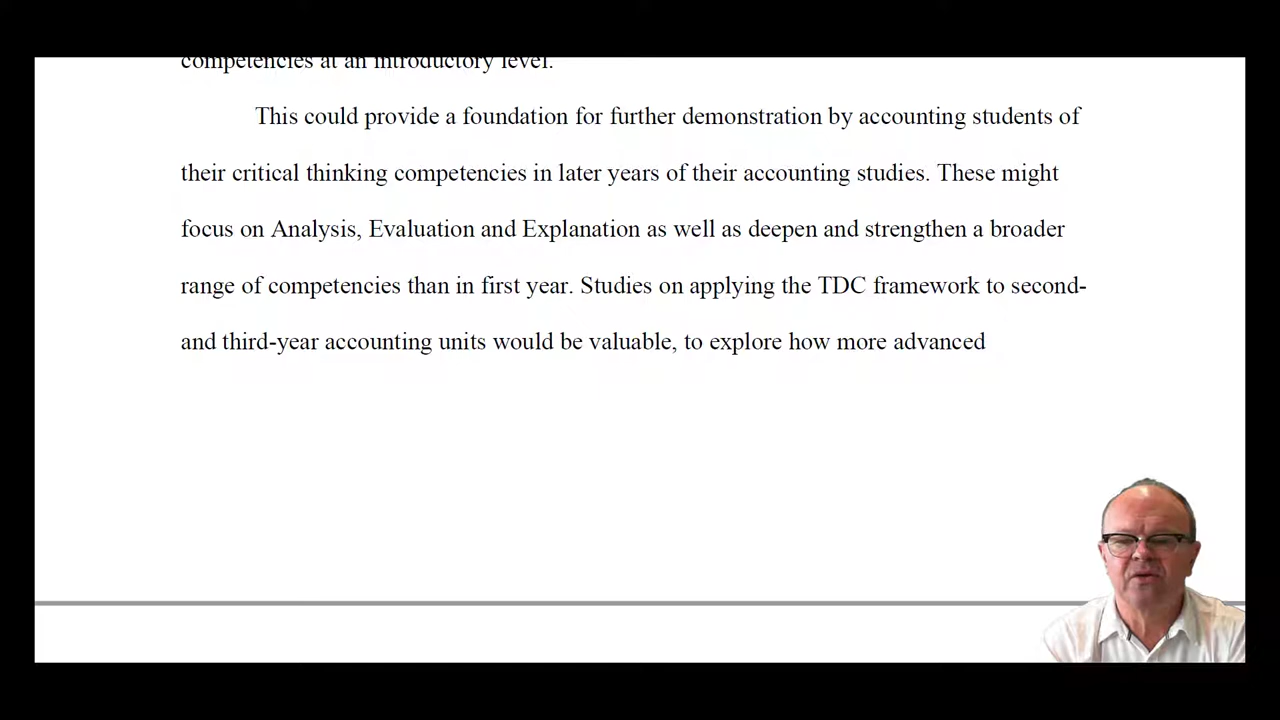 competencies at an introductory level.
This could provide a foundation for further demonstration by accounting students of
their critical thinking competencies in later years of their accounting studies. These might
focus on Analysis, Evaluation and Explanation as well as deepen and strengthen a broader
range of competencies than in first year. Studies on applying the TDC framework to second-
and third-year accounting units would be valuable, to explore how more advanced